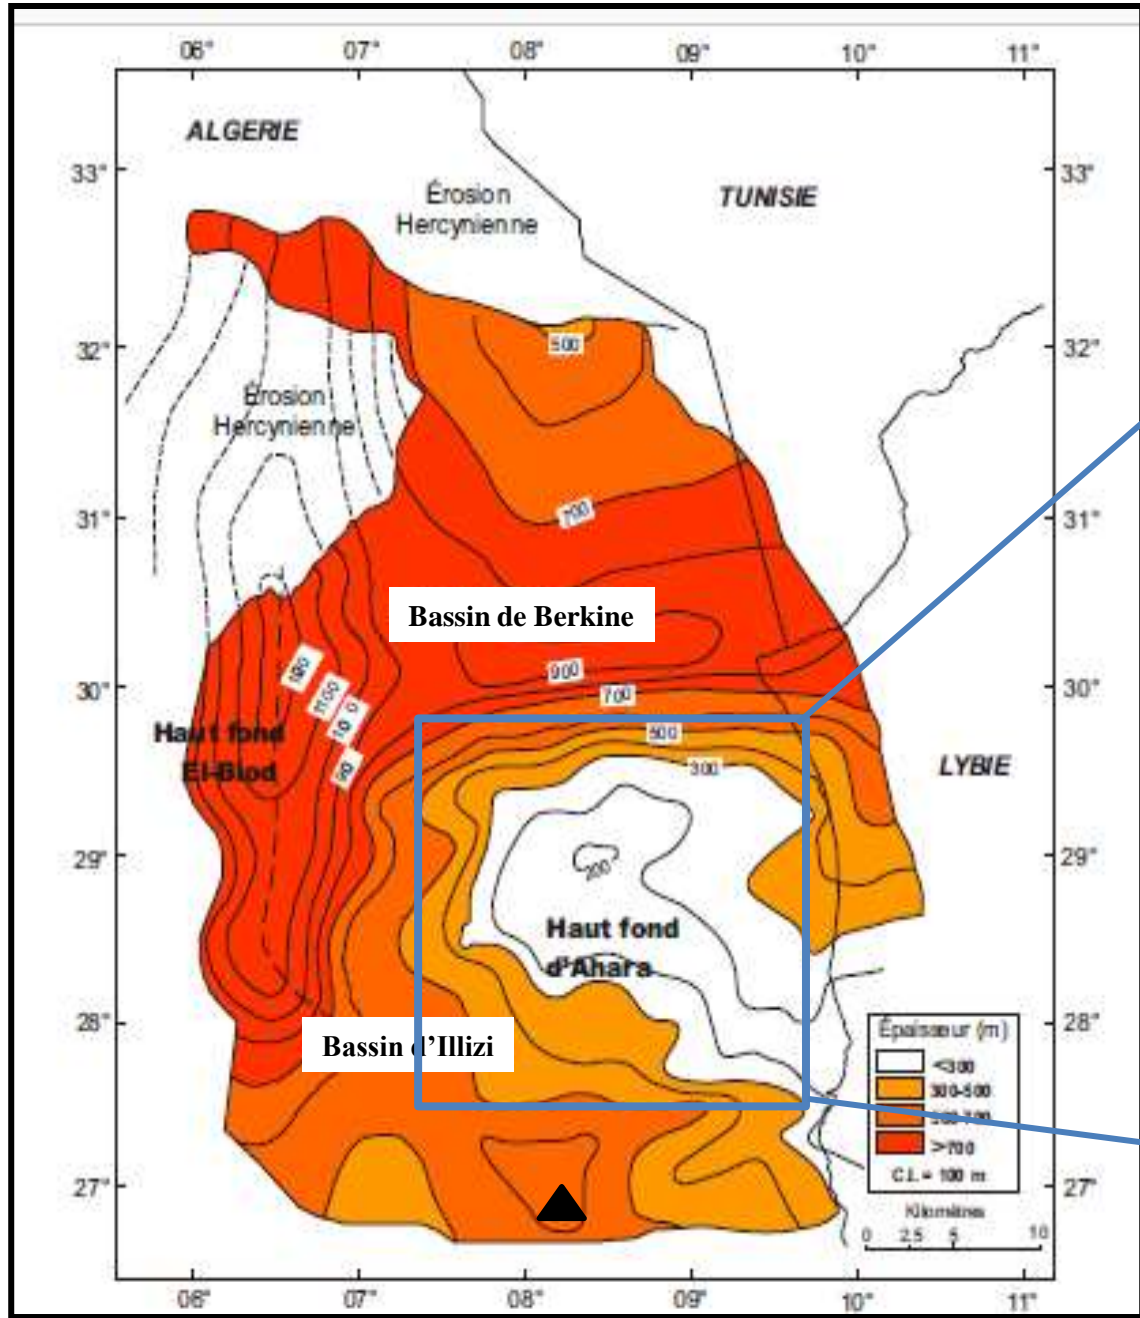 06° 07° 08° 09° 10° 11°
ALGERIE
33° 33°
Érosion
Hercynienne
TUNISIE
32° 500 32°
Érosion
Hercynienne
31° 700 31°
Bassin de Berkine
900
1100
30° 700 30°
Haut fond
El-Biod
90
500
300
LYBIE
29° 29°
200
Haut fond
d'Ahara
28° 28°
Bassin d'Illizi
Épaisseur (m)
<300
300-500
>700
C.I. = 100 m
27° 27°
Kilomètres
0 2.5 5 10
06° 07° 08° 09° 10° 11°